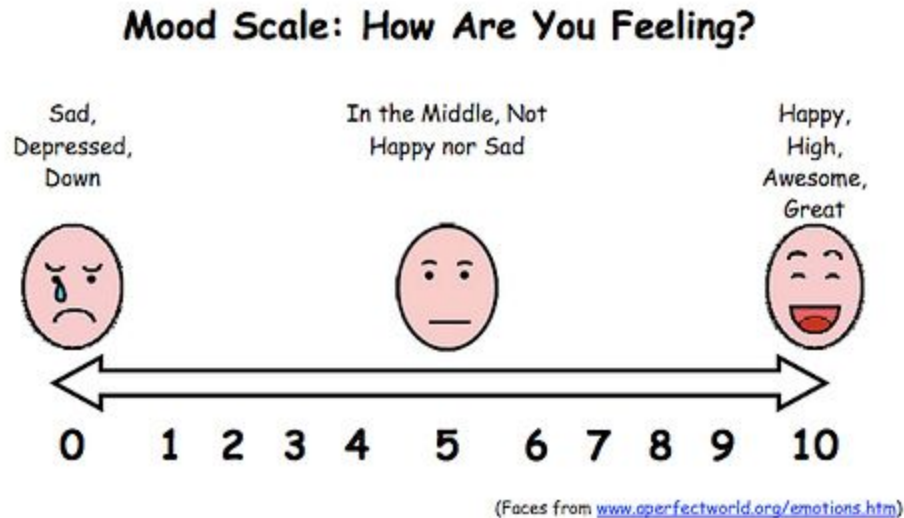 Mood Scale: How Are You Feeling?
Sad,
Depressed,
Down
In the Middle, Not
Happy nor Sad
Happy,
High,
Awesome,
Great
0 1 2 3 4 5 6 7 8 9 10
(Faces from www.aperfectworld.org/emotions.htm)